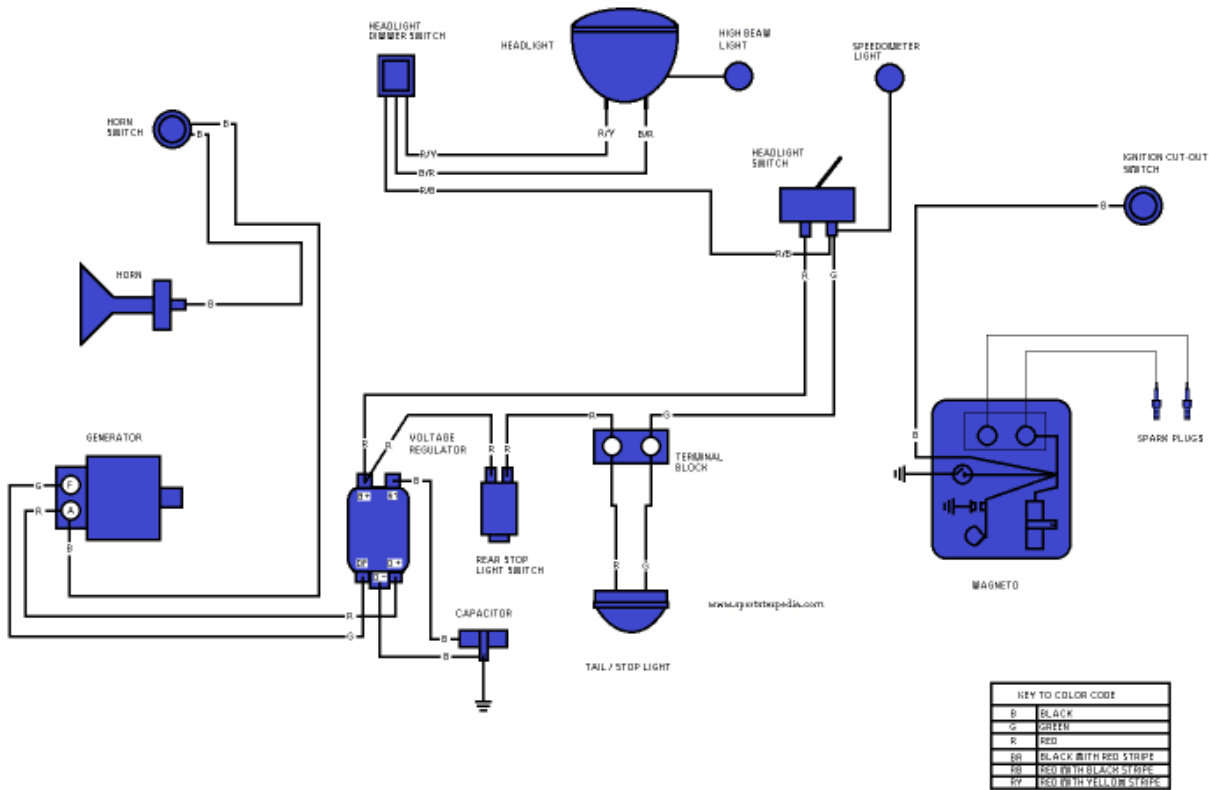 HEADLIGHT
DIMMER SWITCH
HEADLIGHT
HIGH BEAM
LIGHT
SPEEDOMETER
LIGHT
HORN
SWITCH
B
B
R/Y
B/R
R/Y
B/R
R/B
HEADLIGHT
SWITCH
IGNITION CUT-OUT
SWITCH
B
R/B
R
G
HORN
B
GENERATOR
G
F
R
A
B
R
R
VOLTAGE
REGULATOR
B
R
R
R
G
TERMINAL
BLOCK
B
SPARK PLUGS
REAR STOP
LIGHT SWITCH
R
G
MAGNETO
R
G
CAPACITOR
B
B
TAIL / STOP LIGHT
www.sportsterpedia.com
KEY TO COLOR CODE
B BLACK
G GREEN
R RED
BR BLACK WITH RED STRIPE
RB RED WITH BLACK STRIPE
RY RED WITH YELLOW STRIPE